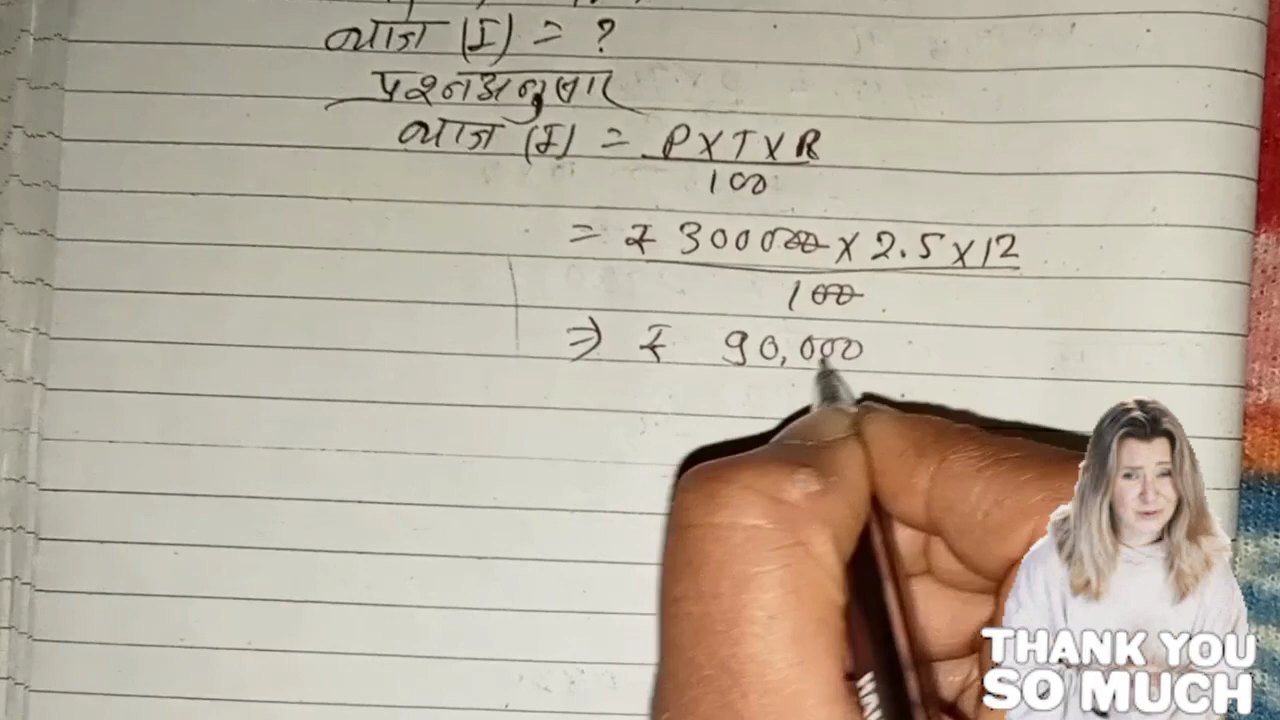 ब्याज (I) = ?
प्रश्नअनुसार
ब्याज (I) = P X T X R
100
= ₹ 300000 X 2.5 X 12
100
⇒ ₹ 90,000
THANK YOU
SO MUCH